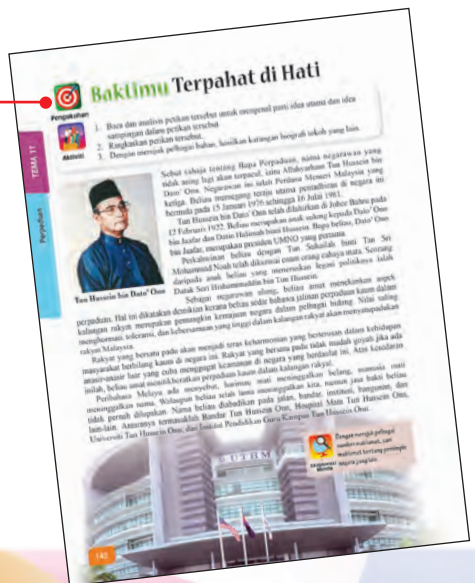 Baktimu Terpahat di Hati
Pengukuhan
1. Baca dan analisis petikan tersebut untuk mengenal pasti idea utama dan idea
sampingan dalam petikan tersebut.
2. Ringkaskan petikan tersebut.
3. Dengan merujuk pelbagai bahan, hasilkan karangan biografi tokoh yang lain.
Aktiviti
TEMA 11
Perpaduan
Sebut sahaja tentang Bapa Perpaduan, nama negarawan yang
tidak asing lagi akan terpacul, iaitu Allahyarham Tun Hussein bin
Dato' Onn. Negarawan ini ialah Perdana Menteri Malaysia yang
ketiga. Beliau memegang teraju utama pentadbiran di negara ini
bermula pada 15 Januari 1976 sehingga 16 Julai 1981.
Tun Hussein bin Dato' Onn telah dilahirkan di Johor Bahru pada
12 Februari 1922. Beliau merupakan anak sulung kepada Dato' Onn
bin Jaafar dan Datin Halimah binti Hussein. Bapa beliau, Dato' Onn
bin Jaafar, merupakan presiden UMNO yang pertama.
Perkahwinan beliau dengan Tun Suhailah binti Tan Sri
Mohammad Noah telah dikurniai enam orang cahaya mata. Seorang
daripada anak beliau yang meneruskan legasi politiknya ialah
Datuk Seri Hishammuddin bin Tun Hussein.
Sebagai negarawan ulung, beliau amat menekankan aspek
Tun Hussein bin Dato' Onn
perpaduan. Hal ini dikatakan demikian kerana beliau sedar bahawa jalinan perpaduan kaum dalam
kalangan rakyat merupakan pemangkin kemajuan negara dalam pelbagai bidang. Nilai saling
menghormati, toleransi, dan kebersamaan yang tinggi dalam kalangan rakyat akan menyatupadukan
rakyat Malaysia.
Rakyat yang bersatu padu akan menjadi teras keharmonian yang berterusan dalam kehidupan
masyarakat berbilang kaum di negara ini. Rakyat yang bersatu padu tidak mudah goyah jika ada
anasir-anasir luar yang cuba menggugat keamanan di negara yang berdaulat ini. Atas kesedaran
inilah, beliau amat menitikberatkan perpaduan kaum dalam kalangan rakyat.
Peribahasa Melayu ada menyebut, harimau mati meninggalkan belang, manusia mati
meninggalkan nama. Walaupun beliau telah lama meninggalkan kita, namun jasa bakti beliau
tidak pernah dilupakan. Nama beliau diabadikan pada jalan, bandar, institusi, bangunan, dan
lain-lain. Antaranya termasuklah Bandar Tun Hussein Onn, Hospital Mata Tun Hussein Onn,
Universiti Tun Hussein Onn, dan Institut Pendidikan Guru Kampus Tun Hussein Onn.
Dengan merujuk pelbagai
sumber maklumat, cari
maklumat tentang pemimpin
negara yang lain.
Eksplorasi
Minda
UTHM
140